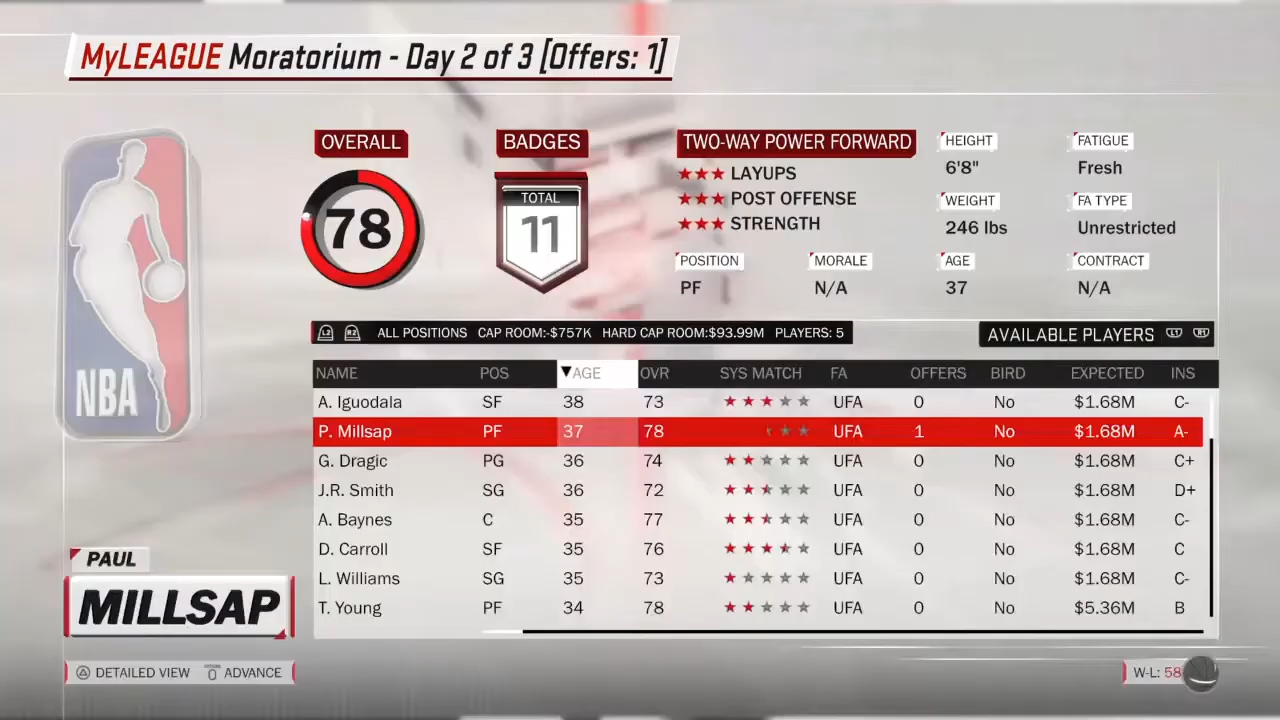 MyLEAGUE Moratorium - Day 2 of 3 [Offers: 1]
OVERALL
78
BADGES
TOTAL
11
TWO-WAY POWER FORWARD
★★★ LAYUPS
★★★ POST OFFENSE
★★★ STRENGTH
POSITION
PF
MORALE
N/A
HEIGHT
6'8"
WEIGHT
246 lbs
AGE
37
FATIGUE
Fresh
FA TYPE
Unrestricted
CONTRACT
N/A
NBA
L2 R2 ALL POSITIONS CAP ROOM:-$757K HARD CAP ROOM:$93.99M PLAYERS: 5
AVAILABLE PLAYERS L1 R1
NAME POS ▼AGE OVR SYS MATCH FA OFFERS BIRD EXPECTED INS
A. Iguodala SF 38 73 UFA 0 No $1.68M C-
P. Millsap PF 37 78 UFA 1 No $1.68M A-
G. Dragic PG 36 74 UFA 0 No $1.68M C+
J.R. Smith SG 36 72 UFA 0 No $1.68M D+
A. Baynes C 35 77 UFA 0 No $1.68M C-
D. Carroll SF 35 76 UFA 0 No $1.68M C
L. Williams SG 35 73 UFA 0 No $1.68M C-
T. Young PF 34 78 UFA 0 No $5.36M B
PAUL
MILLSAP
DETAILED VIEW OPTIONS ADVANCE
W-L: 58